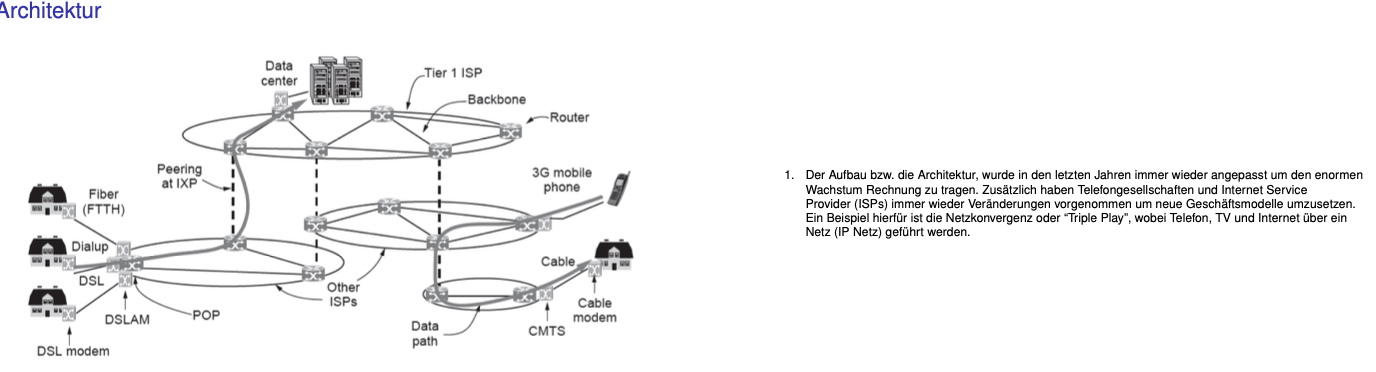 Architektur
Data
center
Tier 1 ISP
Backbone
Router
Peering
at IXP
3G mobile
phone
Fiber
(FTTH)
Dialup
DSL
Cable
Other
ISPs
DSLAM
POP
Data
path
CMTS
Cable
modem
DSL modem
1. Der Aufbau bzw. die Architektur, wurde in den letzten Jahren immer wieder angepasst um den enormen
Wachstum Rechnung zu tragen. Zusätzlich haben Telefongesellschaften und Internet Service
Provider (ISPs) immer wieder Veränderungen vorgenommen um neue Geschäftsmodelle umzusetzen.
Ein Beispiel hierfür ist die Netzkonvergenz oder “Triple Play”, wobei Telefon, TV und Internet über ein
Netz (IP Netz) geführt werden.